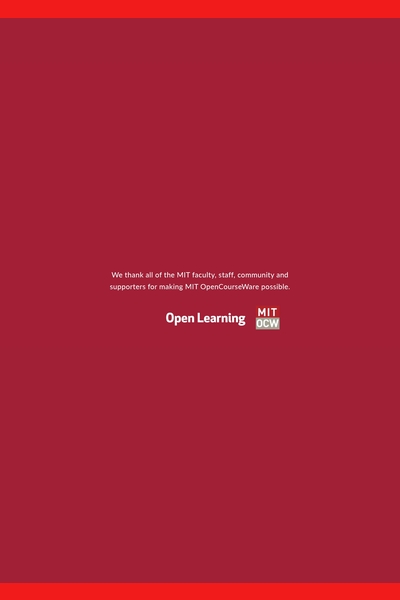 We thank all of the MIT faculty, staff, community and
supporters for making MIT OpenCourseWare possible.
Open Learning
MIT
OCW